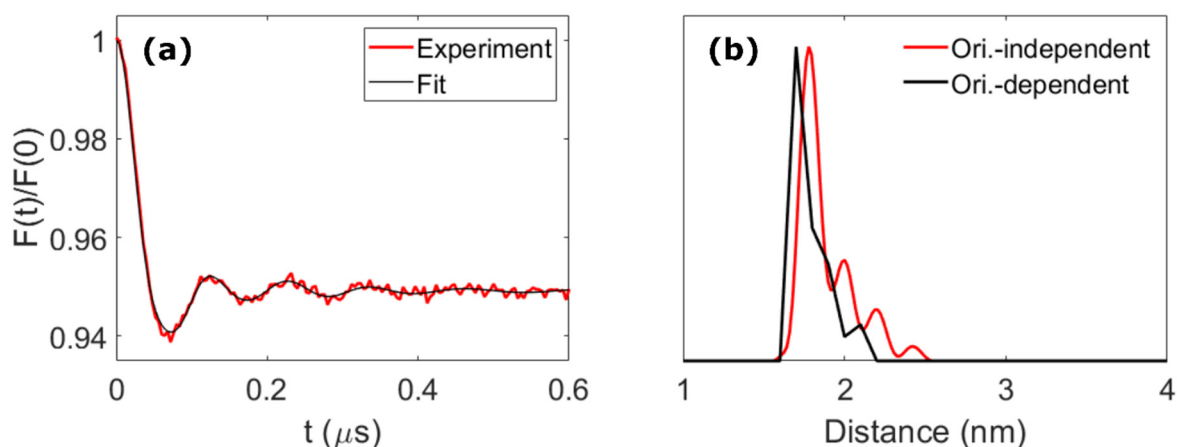 (a)
Experiment
Fit
1
0.98
0.96
0.94
F(t)/F(0)
0
0.2
0.4
0.6
t (μs)
(b)
Ori.-independent
Ori.-dependent
1
2
3
4
Distance (nm)